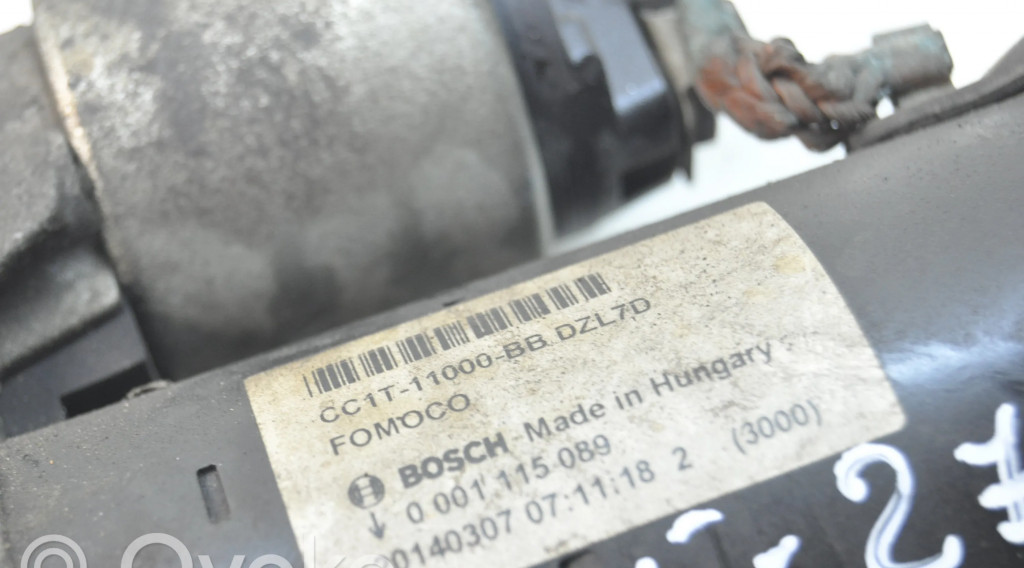 CC1T-11000-BB DZL7D
FOMOCO
BOSCH Made in Hungary
0 001 115 089
20140307 07:11:18 2 (3000)